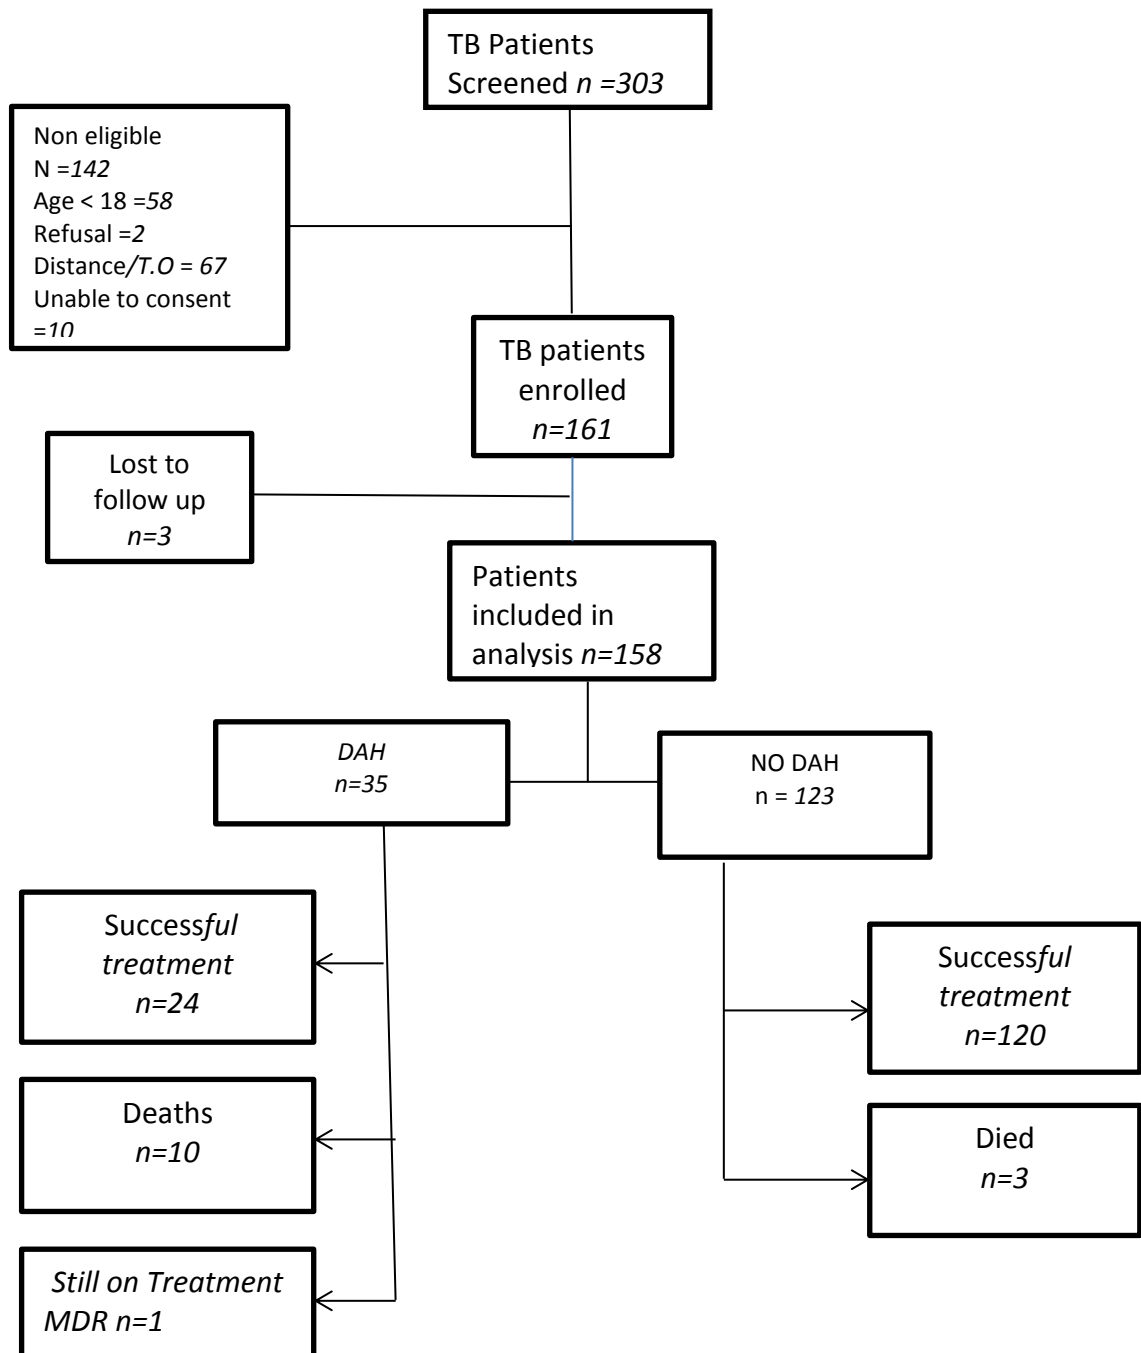 TB Patients
Screened n =303
Non eligible
N =142
Age < 18 =58
Refusal =2
Distance/T.O = 67
Unable to consent
=10
TB patients
enrolled
n=161
Lost to
follow up
n=3
Patients
included in
analysis n=158
DAH
n=35
NO DAH
n = 123
Successful
treatment
n=24
Successful
treatment
n=120
Deaths
n=10
Died
n=3
Still on Treatment
MDR n=1